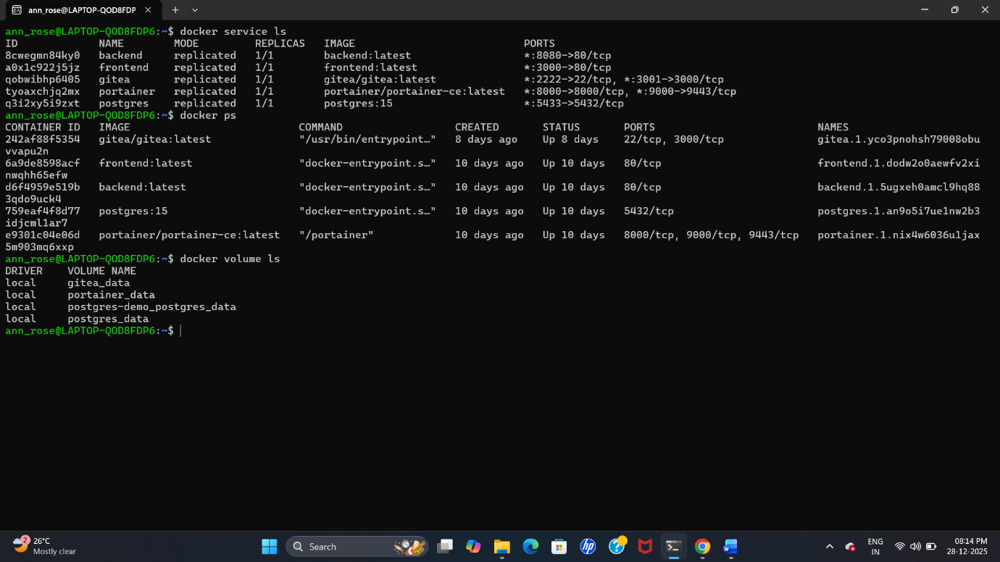 ann_rose@LAPTOP-QOD8FDP
ann_rose@LAPTOP-QOD8FDP6:~$ docker service ls
ID NAME MODE REPLICAS IMAGE PORTS
8cwegmn84ky0 backend replicated 1/1 backend:latest *:8080->80/tcp
a0x1c922j5jz frontend replicated 1/1 frontend:latest *:3000->80/tcp
qobwibhp6405 gitea replicated 1/1 gitea/gitea:latest *:2222->22/tcp, *:3001->3000/tcp
tyoaxchjq2mx portainer replicated 1/1 portainer/portainer-ce:latest *:8000->8000/tcp, *:9000->9443/tcp
q3i2xy5i9zxt postgres replicated 1/1 postgres:15 *:5433->5432/tcp
ann_rose@LAPTOP-QOD8FDP6:~$ docker ps
CONTAINER ID IMAGE COMMAND CREATED STATUS PORTS NAMES
242af88f5354 gitea/gitea:latest "/usr/bin/entrypoint…" 8 days ago Up 8 days 22/tcp, 3000/tcp gitea.1.yco3pnohsh79008obu
vvapu2n
6a9de8598acf frontend:latest "docker-entrypoint.s…" 10 days ago Up 10 days 80/tcp frontend.1.dodw2o0aewfv2xi
nwqhh65efw
d6f4959e519b backend:latest "docker-entrypoint.s…" 10 days ago Up 10 days 80/tcp backend.1.5ugxeh0amcl9hq88
3qdo9uck4
759eaf4f8d77 postgres:15 "docker-entrypoint.s…" 10 days ago Up 10 days 5432/tcp postgres.1.an9o5i7ue1nw2b3
idjcml1ar7
e9301c04e06d portainer/portainer-ce:latest "/portainer" 10 days ago Up 10 days 8000/tcp, 9000/tcp, 9443/tcp portainer.1.nix4w6036u1jax
5m903mq6xxp
ann_rose@LAPTOP-QOD8FDP6:~$ docker volume ls
DRIVER VOLUME NAME
local gitea_data
local portainer_data
local postgres-demo_postgres_data
local postgres_data
ann_rose@LAPTOP-QOD8FDP6:~$
2
26°C
Mostly clear
Search
hp
ENG
IN
08:14 PM
28-12-2025